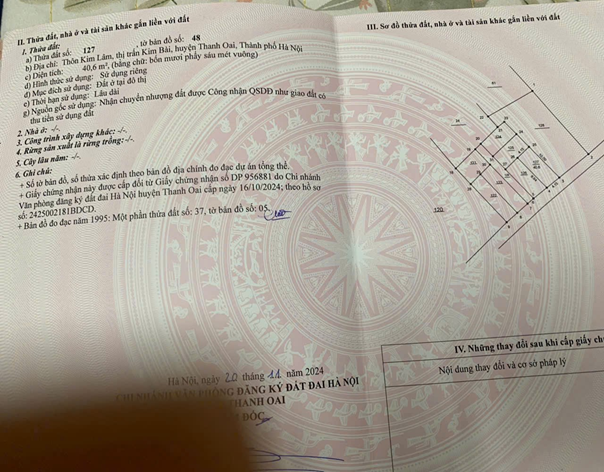 II. Thửa đất, nhà ở và tài sản khác gắn liền với đất
1. Thửa đất:
a) Thửa đất số: 127 , tờ bản đồ số: 48
b) Địa chỉ: Thôn Kim Lâm, thị trấn Kim Bài, huyện Thanh Oai, Thành phố Hà Nội
c) Diện tích: 40,6 m², (bằng chữ: bốn mươi phẩy sáu mét vuông)
d) Hình thức sử dụng: Sử dụng riêng
đ) Mục đích sử dụng: Đất ở tại đô thị
e) Thời hạn sử dụng: Lâu dài
g) Nguồn gốc sử dụng: Nhận chuyển nhượng đất được Công nhận QSDĐ như giao đất có
thu tiền sử dụng đất
2. Nhà ở: -/-.
3. Công trình xây dựng khác: -/-.
4. Rừng sản xuất là rừng trồng: -/-.
5. Cây lâu năm: -/-.
6. Ghi chú:
+ Số tờ bản đồ, số thửa xác định theo bản đồ địa chính đo đạc dự án tổng thể.
+ Giấy chứng nhận này được cấp đổi từ Giấy chứng nhận số DP 956881 do Chi nhánh
Văn phòng đăng ký đất đai Hà Nội huyện Thanh Oai cấp ngày 16/10/2024; theo hồ sơ
số: 2425002181BDCD.
+ Bản đồ đo đạc năm 1995: Một phần thửa đất số: 37, tờ bản đồ số: 05.
Hà Nội, ngày 20 tháng 11 năm 2024
CHI NHÁNH VĂN PHÒNG ĐĂNG KÝ ĐẤT ĐAI HÀ NỘI
THANH OAI
ĐỐC
III. Sơ đồ thửa đất, nhà ở và tài sản khác gắn liền với đất
IV. Những thay đổi sau khi cấp giấy ch
Nội dung thay đổi và cơ sở pháp lý